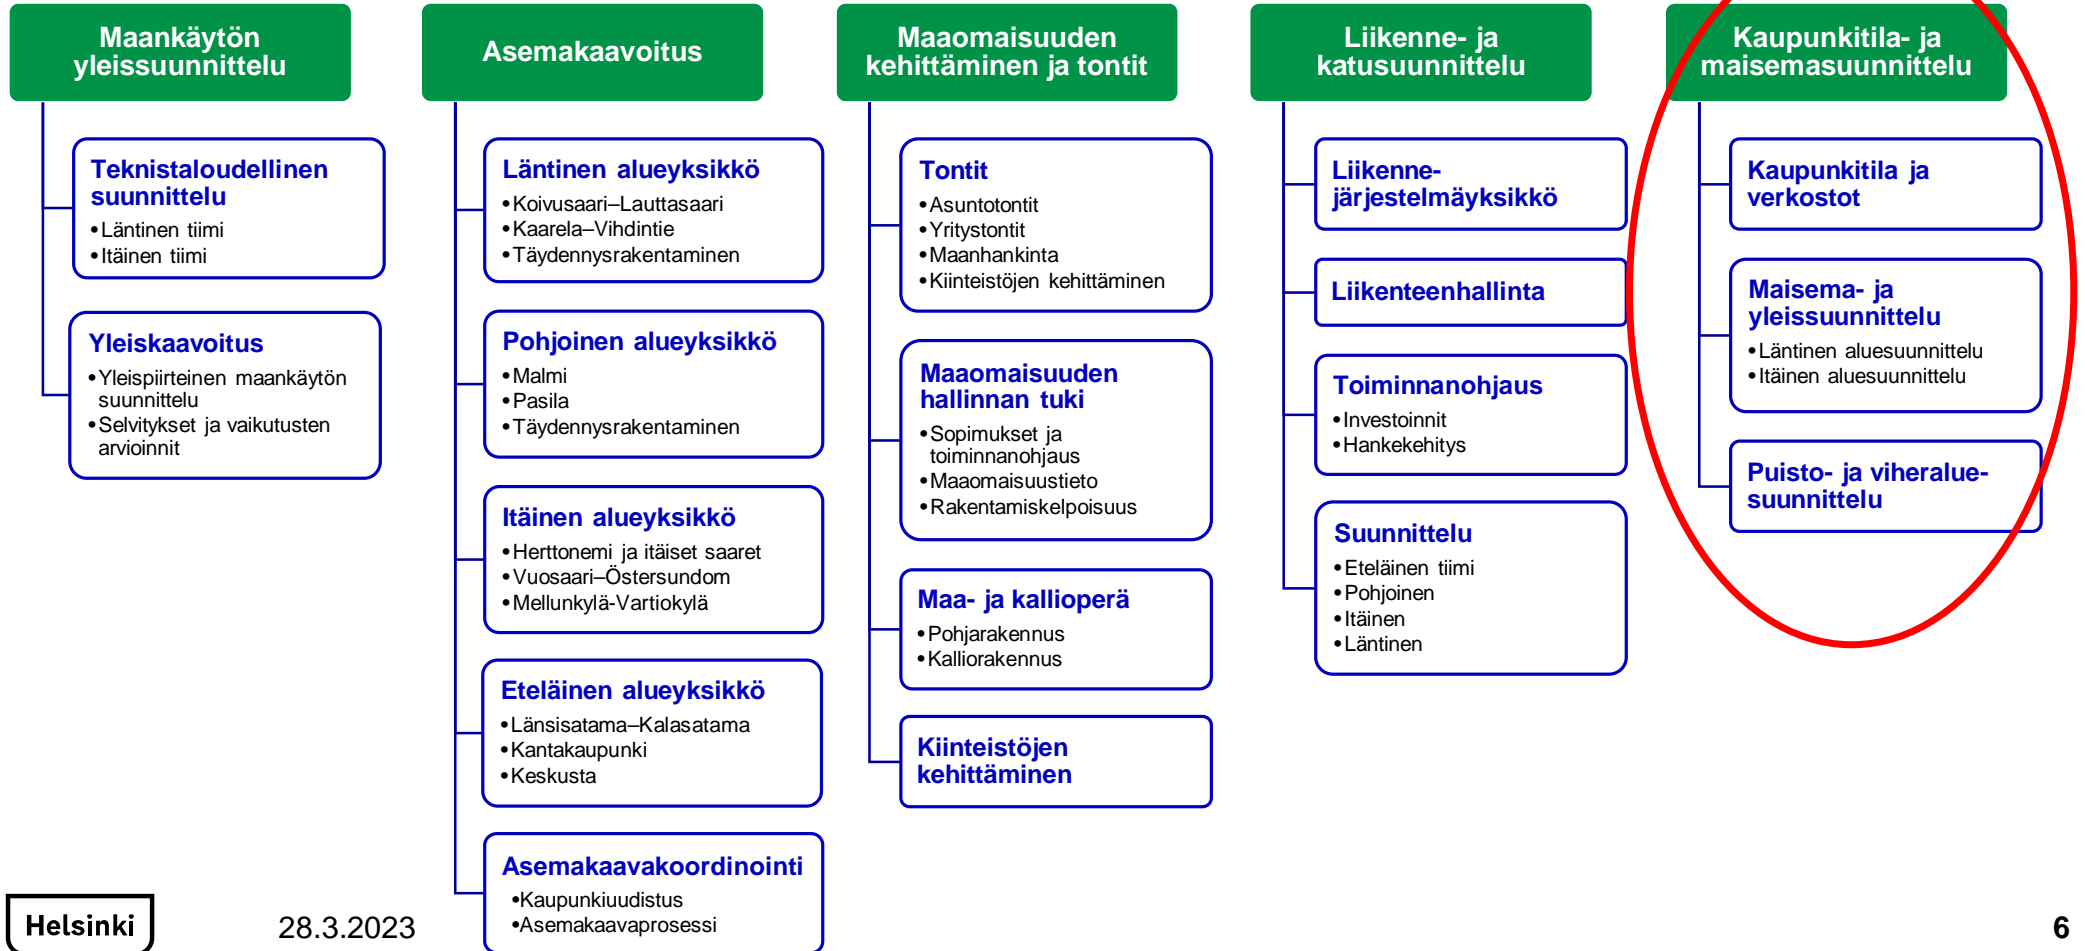 Maankäytön
yleissuunnittelu
Teknistaloudellinen
suunnittelu
•Läntinen tiimi
•Itäinen tiimi
Yleiskaavoitus
•Yleispiirteinen maankäytön
suunnittelu
•Selvitykset ja vaikutusten
arvioinnit
Asemakaavoitus
Läntinen alueyksikkö
•Koivusaari–Lauttasaari
•Kaarela–Vihdintie
•Täydennysrakentaminen
Pohjoinen alueyksikkö
•Malmi
•Pasila
•Täydennysrakentaminen
Itäinen alueyksikkö
•Herttonemi ja itäiset saaret
•Vuosaari–Östersundom
•Mellunkylä-Vartiokylä
Eteläinen alueyksikkö
•Länsisatama–Kalasatama
•Kantakaupunki
•Keskusta
Asemakaavakoordinointi
•Kaupunkiuudistus
•Asemakaavaprosessi
Maaomaisuuden
kehittäminen ja tontit
Tontit
•Asuntotontit
•Yritystontit
•Maanhankinta
•Kiinteistöjen kehittäminen
Maaomaisuuden
hallinnan tuki
•Sopimukset ja
toiminnanohjaus
•Maaomaisuustieto
•Rakentamiskelpoisuus
Maa- ja kallioperä
•Pohjarakennus
•Kalliorakennus
Kiinteistöjen
kehittäminen
Liikenne- ja
katusuunnittelu
Liikenne-
järjestelmäyksikkö
Liikenteenhallinta
Toiminnanohjaus
•Investoinnit
•Hankekehitys
Suunnittelu
•Eteläinen tiimi
•Pohjoinen
•Itäinen
•Läntinen
Kaupunkitila- ja
maisemasuunnittelu
Kaupunkitila ja
verkostot
Maisema- ja
yleissuunnittelu
•Läntinen aluesuunnittelu
•Itäinen aluesuunnittelu
Puisto- ja viheralue-
suunnittelu
Helsinki
28.3.2023
6